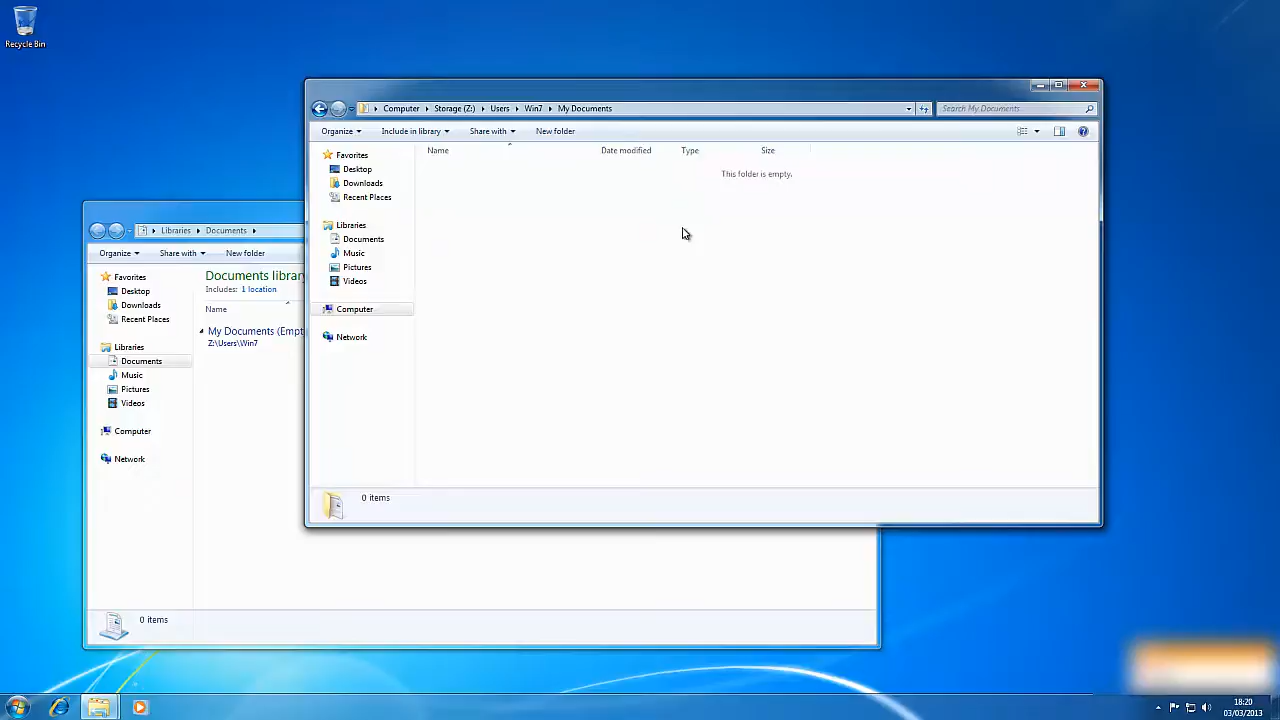 Recycle Bin
Computer Storage (Z:) Users Win7 My Documents
Search My Documents
Organize Include in library Share with New folder
Name Date modified Type Size
This folder is empty.
Favorites
Desktop
Downloads
Recent Places
Libraries
Documents
Music
Pictures
Videos
Computer
Network
0 items
Libraries Documents
Organize Share with New folder
Documents library
Includes: 1 location
Name
My Documents (Empt
Z:\Users\Win7
Favorites
Desktop
Downloads
Recent Places
Libraries
Documents
Music
Pictures
Videos
Computer
Network
0 items
18:20
03/03/2013